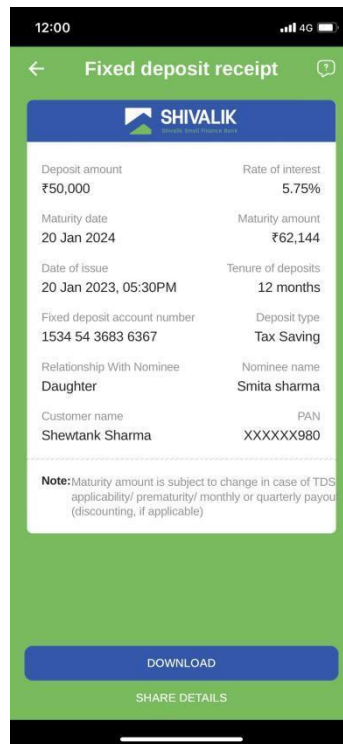 12:00
4G
Fixed deposit receipt
?
SHIVALIK
Shivalik Small Finance Bank
Deposit amount Rate of interest
₹50,000 5.75%
Maturity date Maturity amount
20 Jan 2024 ₹62,144
Date of issue Tenure of deposits
20 Jan 2023, 05:30PM 12 months
Fixed deposit account number Deposit type
1534 54 3683 6367 Tax Saving
Relationship With Nominee Nominee name
Daughter Smita sharma
Customer name PAN
Shewtank Sharma XXXXXX980
Note: Maturity amount is subject to change in case of TDS
applicability/ prematurity/ monthly or quarterly payou
(discounting, if applicable)
DOWNLOAD
SHARE DETAILS